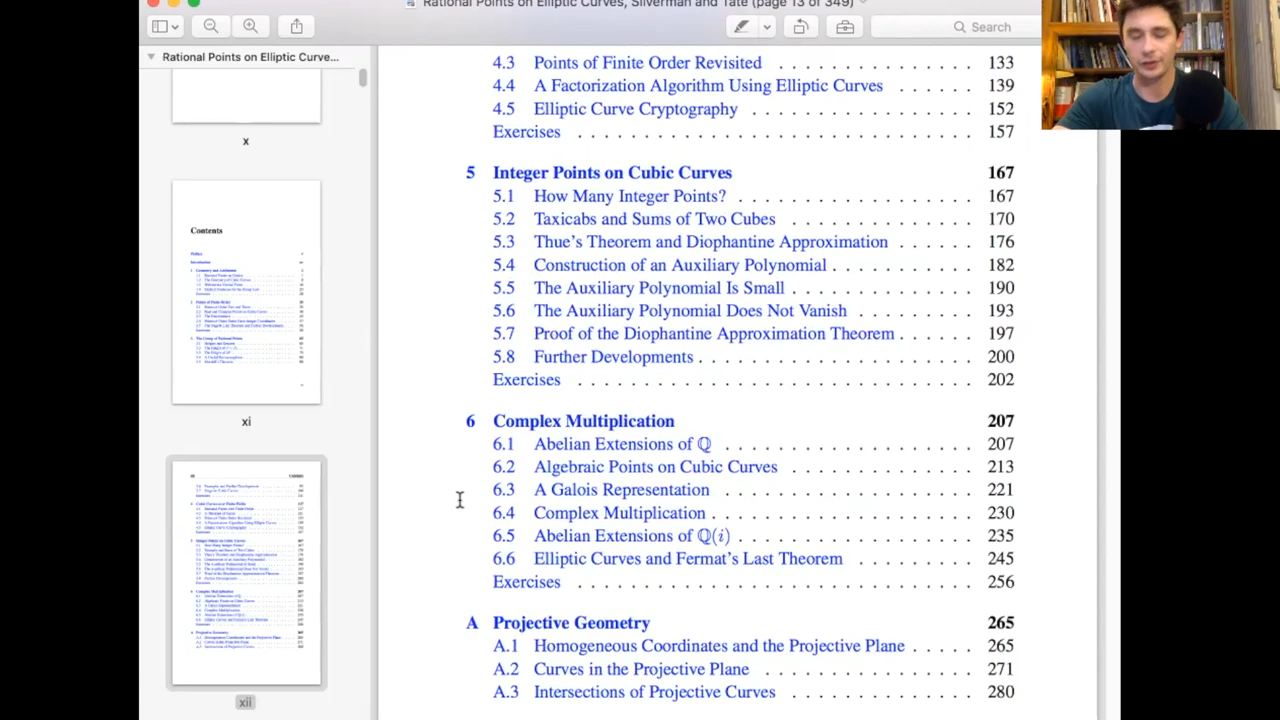 Rational Points on Elliptic Curves, Silverman and Tate (page 13 of 349)
Search
Rational Points on Elliptic Curve...
x
Contents
xi
xii
4.3 Points of Finite Order Revisited . . . . . . . . . . . . . . . 133
4.4 A Factorization Algorithm Using Elliptic Curves . . . . . . 139
4.5 Elliptic Curve Cryptography . . . . . . . . . . . . . . . . 152
Exercises . . . . . . . . . . . . . . . . . . . . . . . . . . 157
5 Integer Points on Cubic Curves 167
5.1 How Many Integer Points? . . . . . . . . . . . . . . . . . 167
5.2 Taxicabs and Sums of Two Cubes . . . . . . . . . . . . . . 170
5.3 Thue's Theorem and Diophantine Approximation . . . . . . 176
5.4 Construction of an Auxiliary Polynomial . . . . . . . . . . 182
5.5 The Auxiliary Polynomial Is Small . . . . . . . . . . . . . 190
5.6 The Auxiliary Polynomial Does Not Vanish . . . . . . . . . 193
5.7 Proof of the Diophantine Approximation Theorem . . . . . 197
5.8 Further Developments . . . . . . . . . . . . . . . . . . . 200
Exercises . . . . . . . . . . . . . . . . . . . . . . . . . . 202
6 Complex Multiplication 207
6.1 Abelian Extensions of ℚ . . . . . . . . . . . . . . . . . . 207
6.2 Algebraic Points on Cubic Curves . . . . . . . . . . . . . 213
6.3 A Galois Representation . . . . . . . . . . . . . . . . . . 221
6.4 Complex Multiplication . . . . . . . . . . . . . . . . . . 230
6.5 Abelian Extensions of ℚ(i) . . . . . . . . . . . . . . . . . 235
6.6 Elliptic Curves and Fermat's Last Theorem . . . . . . . . . 245
Exercises . . . . . . . . . . . . . . . . . . . . . . . . . . 256
A Projective Geometry 265
A.1 Homogeneous Coordinates and the Projective Plane . . . . . 265
A.2 Curves in the Projective Plane . . . . . . . . . . . . . . . 271
A.3 Intersections of Projective Curves . . . . . . . . . . . . . 280